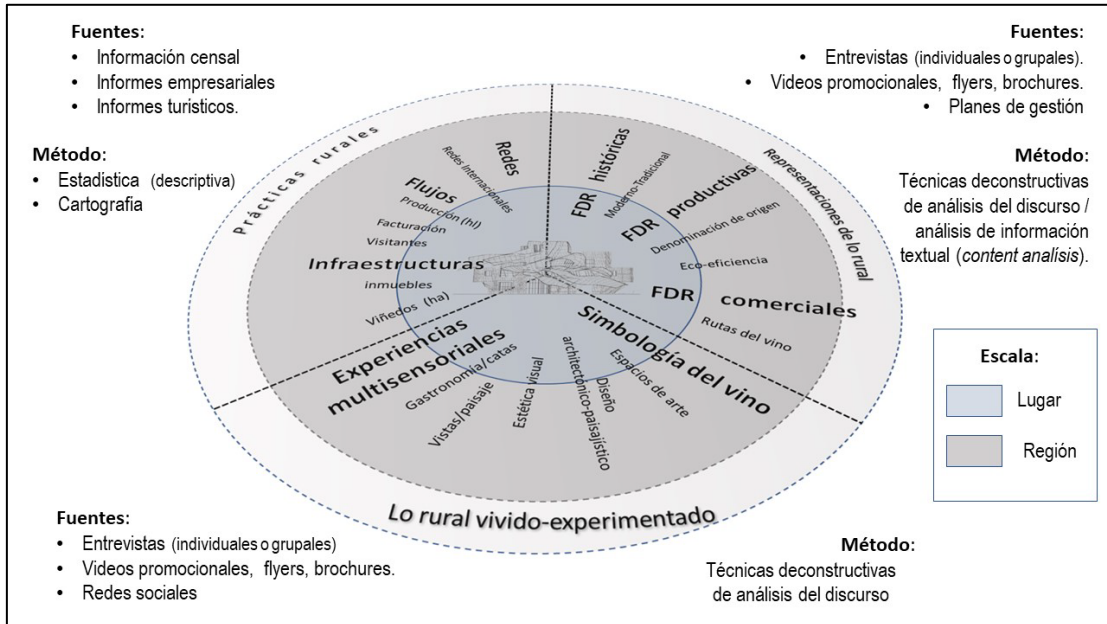 Fuentes:
• Información censal
• Informes empresariales
• Informes turisticos.
Método:
• Estadistica (descriptiva)
• Cartografia
Fuentes:
• Entrevistas (individuales o grupales).
• Videos promocionales, flyers, brochures.
• Planes de gestión
Método:
Técnicas deconstructivas
de análisis del discurso /
análisis de información
textual (content analisis).
Prácticas rurales
Redes
Redes Internacionales
Flujos
Producción (hl)
Facturación
Visitantes
Infraestructuras
inmuebles
Viñedos (ha)
Representaciones de lo rural
FDR históricas
Moderno-Tradicional
FDR productivas
Denominación de origen
Eco-eficiencia
FDR comerciales
Rutas del vino
Experiencias
multisensoriales
Gastronomía/catas
Vistas/paisaje
Estética visual
Diseño
architectónico-paisajístico
Espacios de arte
Simbología del vino
Lo rural vivido-experimentado
Escala:
Lugar
Región
Fuentes:
• Entrevistas (individuales o grupales)
• Videos promocionales, flyers, brochures.
• Redes sociales
Método:
Técnicas deconstructivas
de análisis del discurso